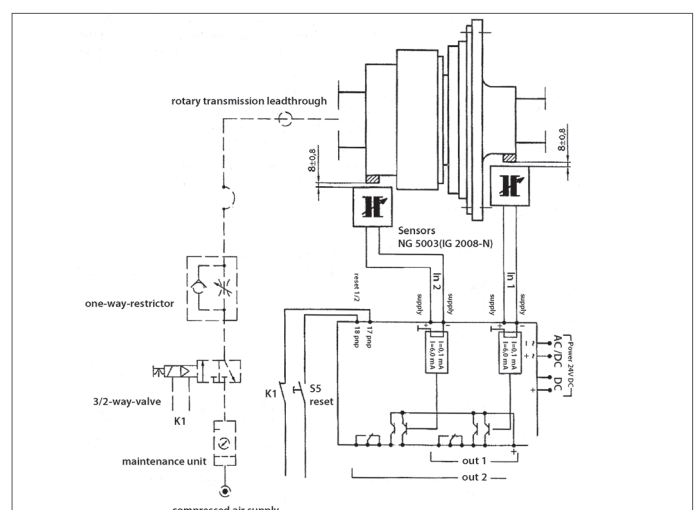 rotary transmission leadthrough
8±0,8
8±0,8
Sensors
NG 5003(IG 2008-N)
reset 1/2
In 2
In 1
supply
supply
supply
supply
one-way-restrictor
18 pnp
17 pnp
+
−
+
−
I=0,1 mA
I=6,0 mA
I=0,1 mA
I=6,0 mA
AC/DC
DC
Power 24V DC
− ~
+ ~
+
K1
S5
reset
3/2-way-valve
K1
maintenance unit
+
out 1
out 2
compressed air supply